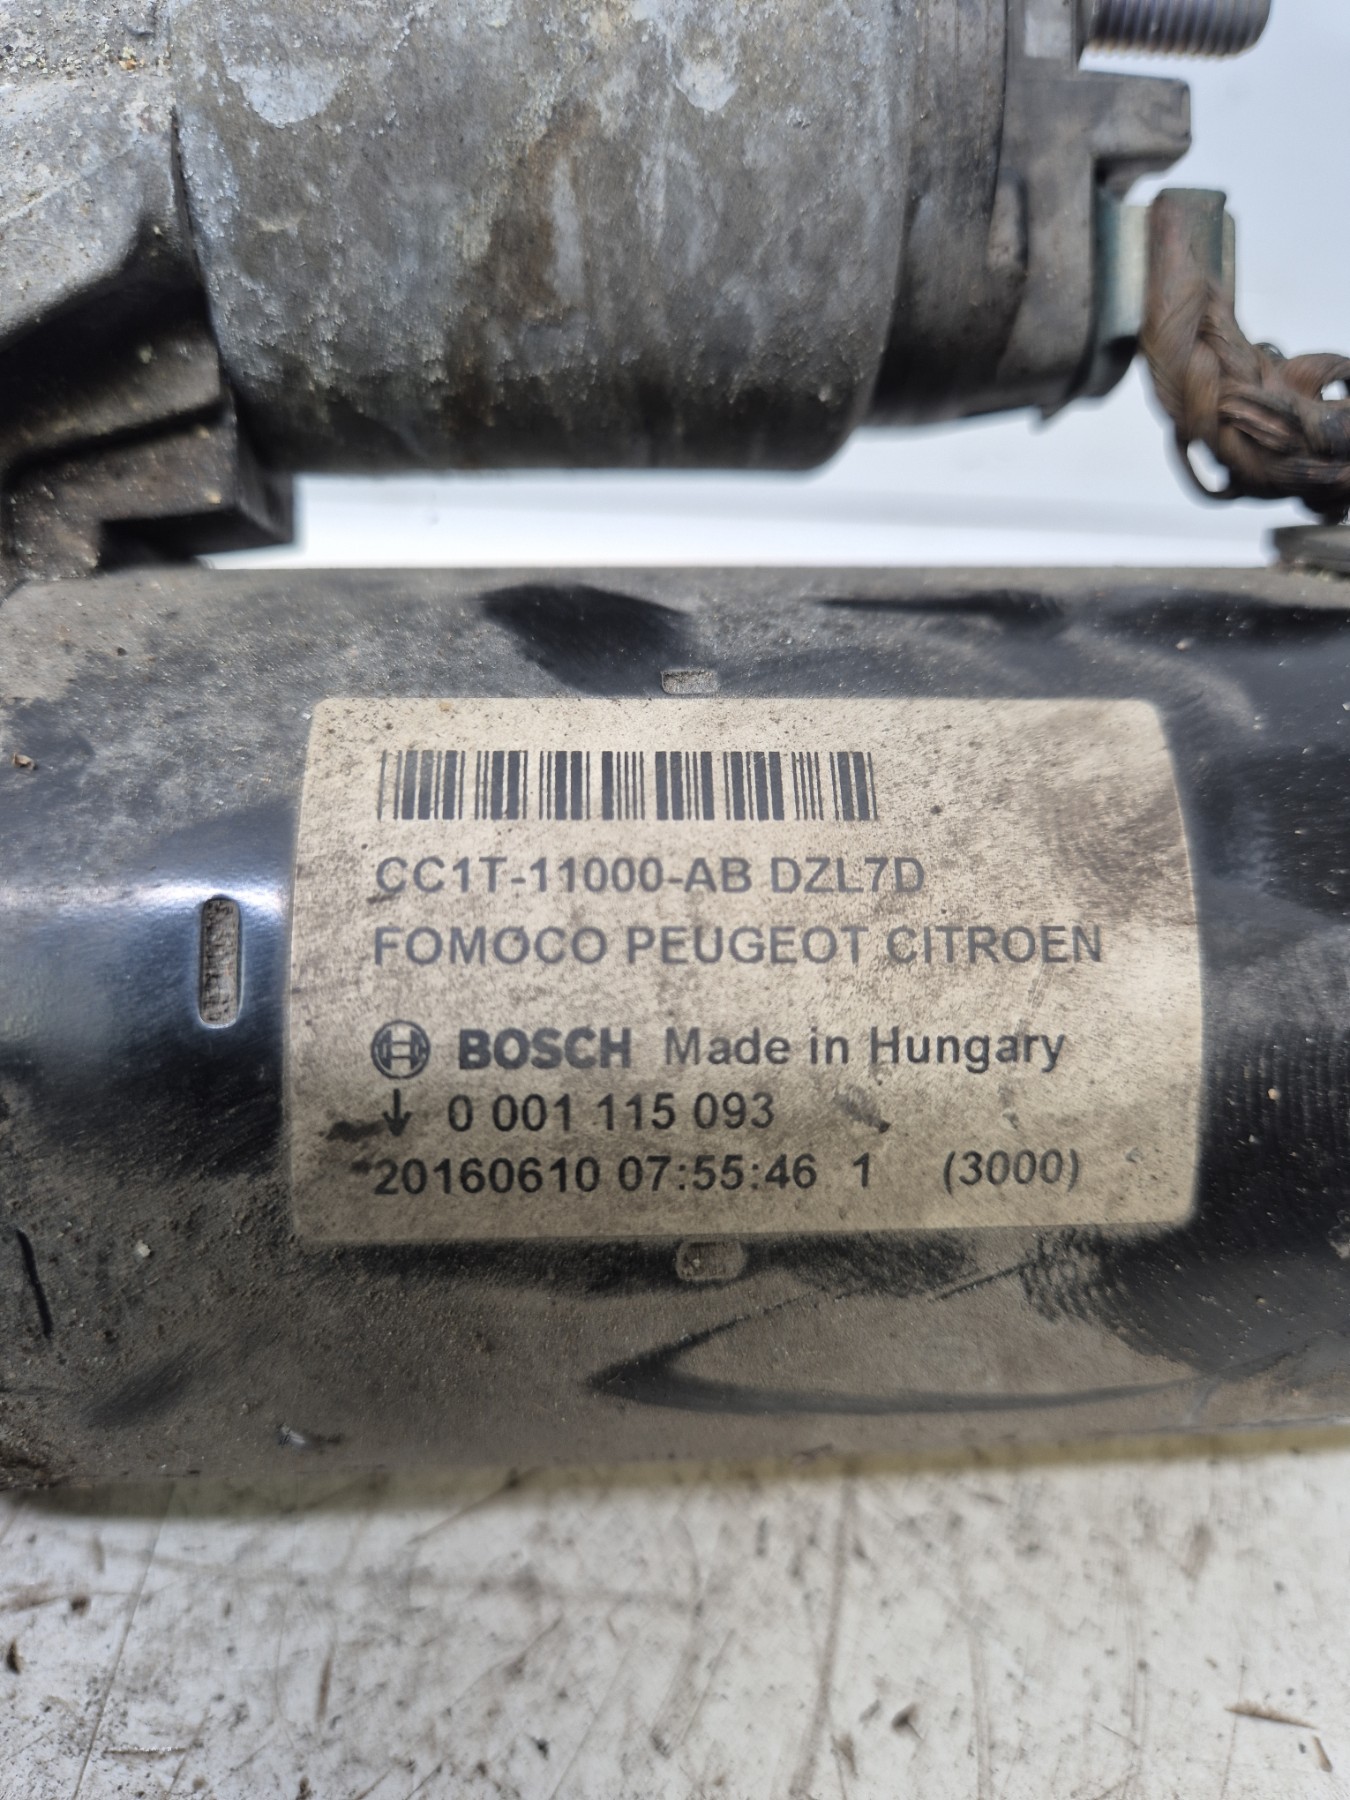 CC1T-11000-AB DZL7D
FOMOCO PEUGEOT CITROEN
BOSCH Made in Hungary
↓ 0 001 115 093
20160610 07:55:46 1 (3000)